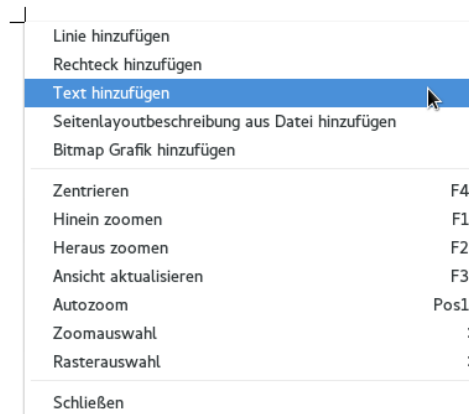 Linie hinzufügen
Rechteck hinzufügen
Text hinzufügen
Seitenlayoutbeschreibung aus Datei hinzufügen
Bitmap Grafik hinzufügen
Zentrieren F4
Hinein zoomen F1
Heraus zoomen F2
Ansicht aktualisieren F3
Autozoom Pos1
Zoomauswahl
Rasterauswahl
Schließen